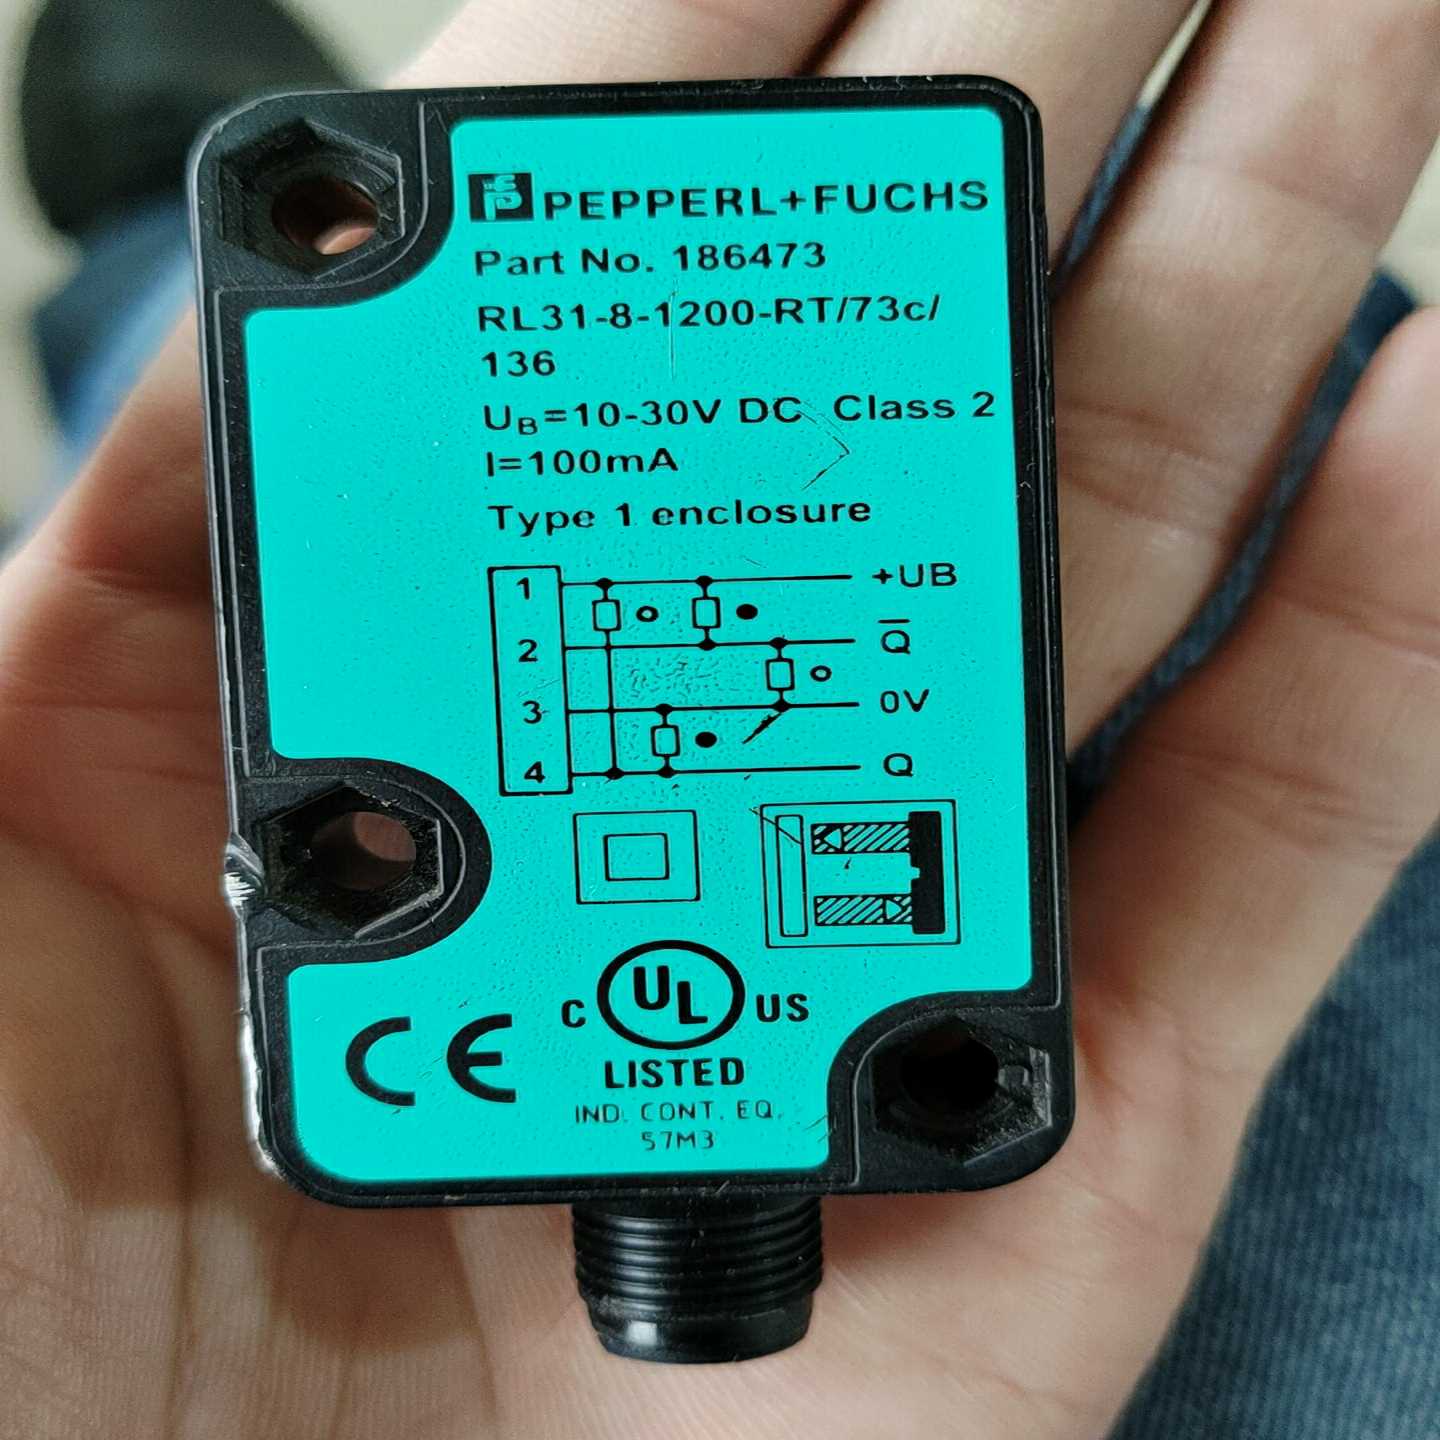 PEPPERL+FUCHS
Part No. 186473
RL31-8-1200-RT/73c/
136
UB=10-30V DC Class 2
I=100mA
Type 1 enclosure
1 +UB
2 Q̅
3 0V
4 Q
C UL US
LISTED
CE
IND. CONT. EQ.
57M3